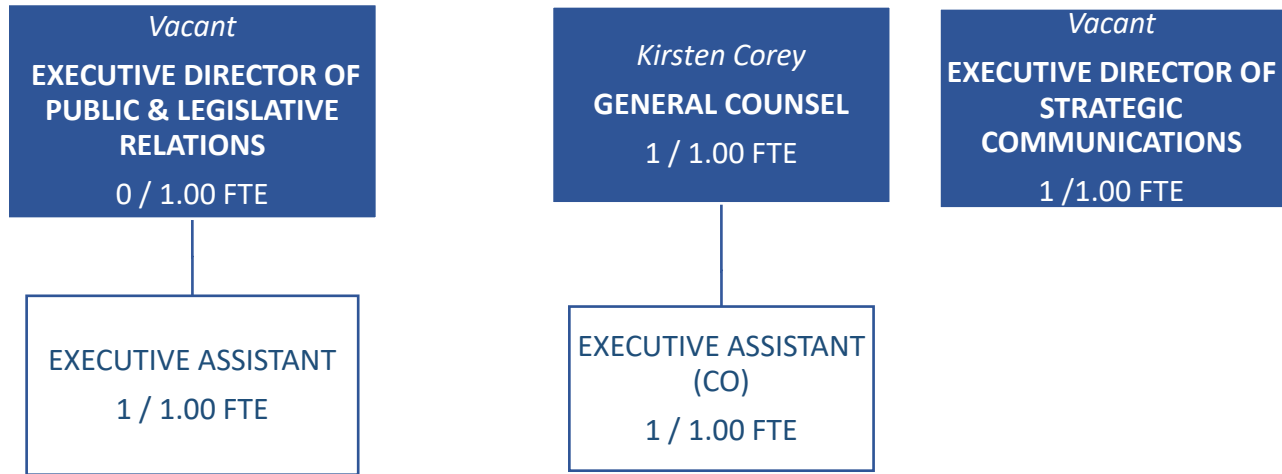 Vacant
EXECUTIVE DIRECTOR OF
PUBLIC & LEGISLATIVE
RELATIONS
0 / 1.00 FTE
EXECUTIVE ASSISTANT
1 / 1.00 FTE
Kirsten Corey
GENERAL COUNSEL
1 / 1.00 FTE
EXECUTIVE ASSISTANT
(CO)
1 / 1.00 FTE
Vacant
EXECUTIVE DIRECTOR OF
STRATEGIC
COMMUNICATIONS
1 /1.00 FTE